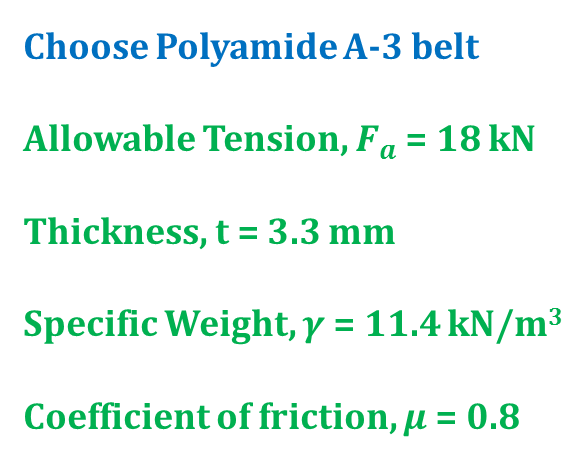 Choose Polyamide A-3 belt
Allowable Tension, Fₐ = 18 kN
Thickness, t = 3.3 mm
Specific Weight, γ = 11.4 kN/m³
Coefficient of friction, μ = 0.8